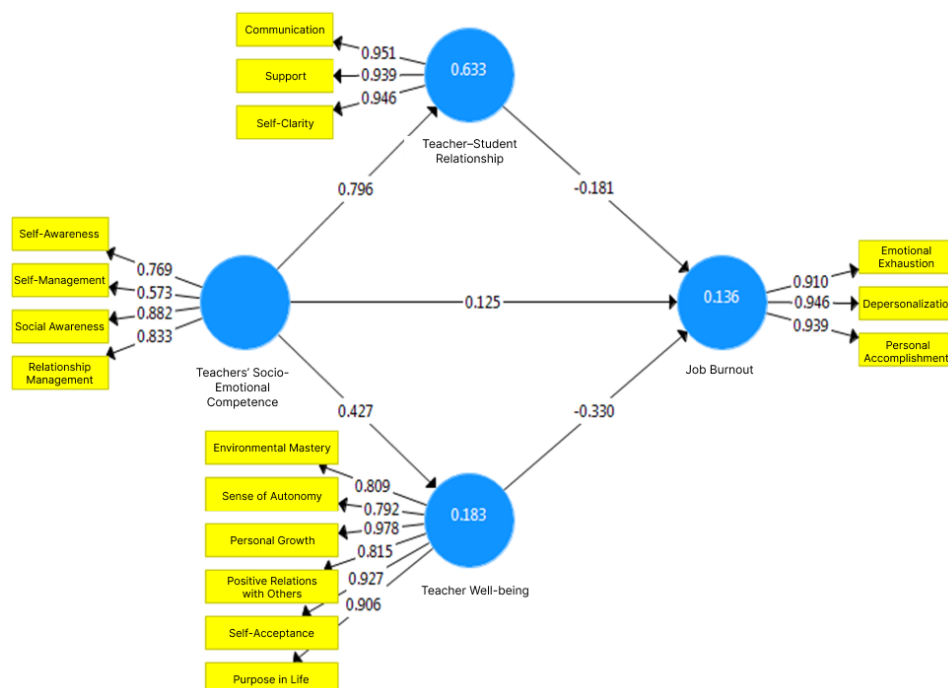 Communication
0.951
Support
0.939
Self-Clarity
0.946
0.633
Teacher–Student
Relationship
0.796
-0.181
Self-Awareness
0.769
Self-Management
0.573
Social Awareness
0.882
Relationship
Management
0.833
Teachers' Socio-
Emotional
Competence
0.125
0.136
Job Burnout
Emotional
Exhaustion
0.910
Depersonalizatio
0.946
Personal
Accomplishment
0.939
0.427
-0.330
Environmental Mastery
0.809
Sense of Autonomy
0.792
Personal Growth
0.978
Positive Relations
with Others
0.815
Self-Acceptance
0.927
Purpose in Life
0.906
0.183
Teacher Well-being